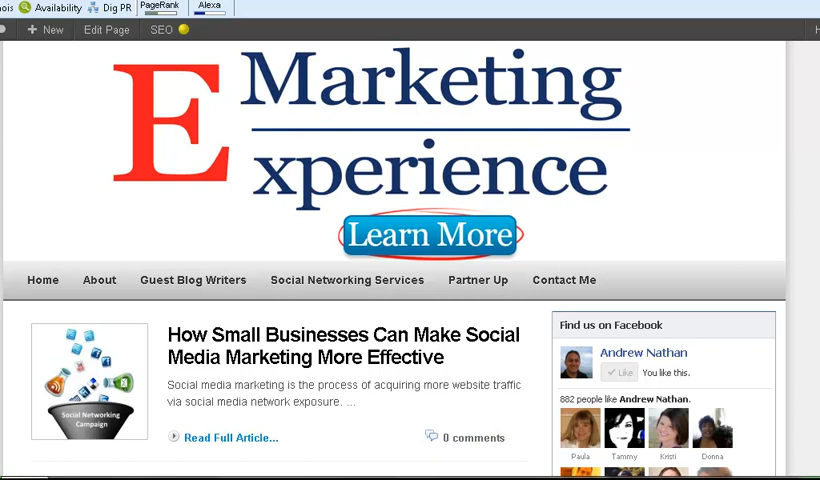 Availability Dig PR PageRank Alexa
New Edit Page SEO
E Marketing
xperience
Learn More
Home About Guest Blog Writers Social Networking Services Partner Up Contact Me
How Small Businesses Can Make Social
Media Marketing More Effective
Social media marketing is the process of acquiring more website traffic
via social media network exposure. ...
Read Full Article...
0 comments
Social Networking
Campaign
Find us on Facebook
Andrew Nathan
Like You like this.
882 people like Andrew Nathan.
Paula Tammy Kristi Donna